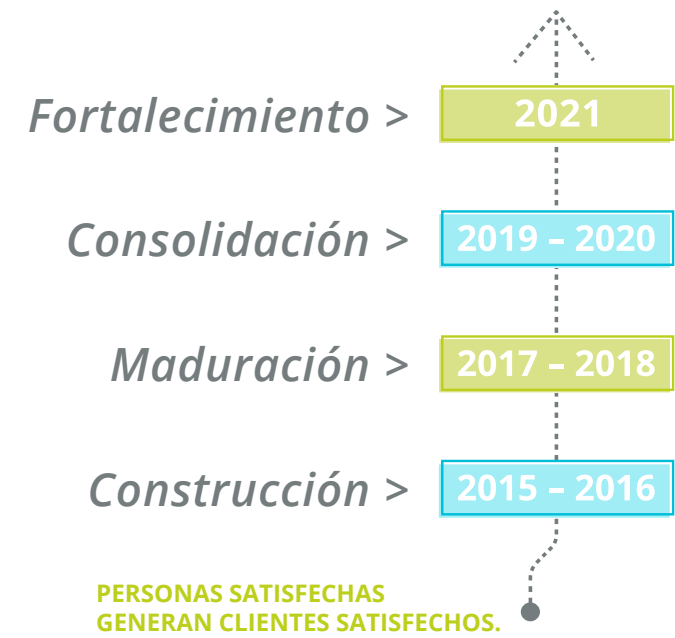 Fortalecimiento > 2021
Consolidación > 2019 – 2020
Maduración > 2017 – 2018
Construcción > 2015 – 2016
PERSONAS SATISFECHAS
GENERAN CLIENTES SATISFECHOS.